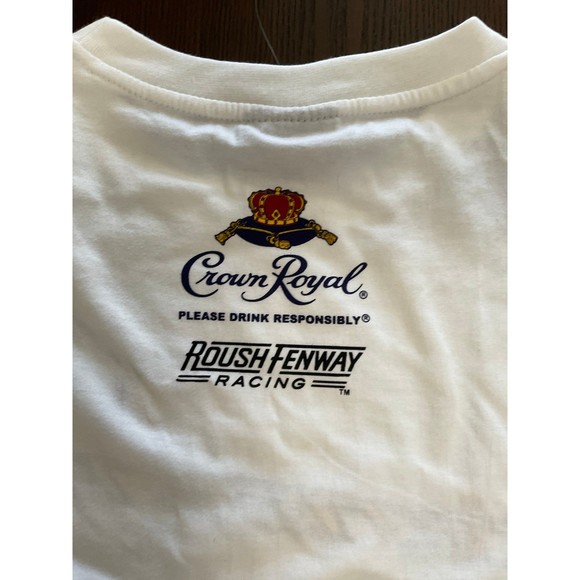 Crown Royal®
PLEASE DRINK RESPONSIBLY®
ROUSH FENWAY
RACING ™